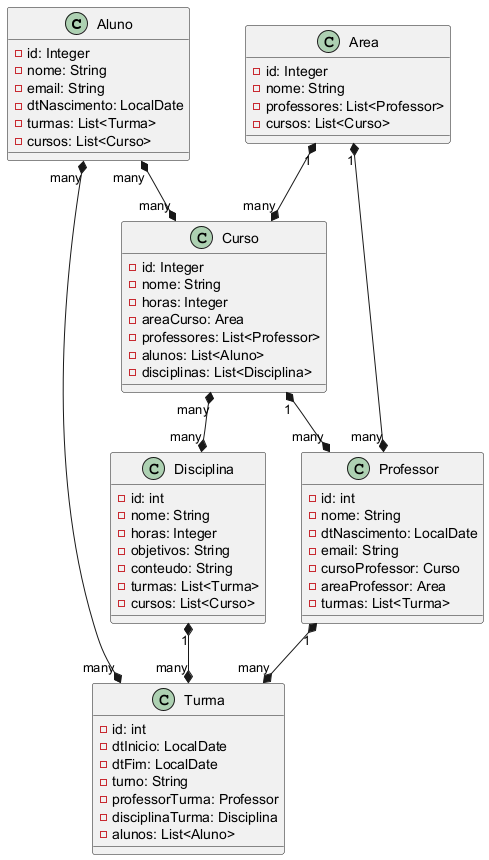 Aluno
id: Integer
nome: String
email: String
dtNascimento: LocalDate
turmas: List<Turma>
cursos: List<Curso>
Area
id: Integer
nome: String
professores: List<Professor>
cursos: List<Curso>
many
many
1
1
many
many
Curso
id: Integer
nome: String
horas: Integer
areaCurso: Area
professores: List<Professor>
alunos: List<Aluno>
disciplinas: List<Disciplina>
many
1
many
many
many
Disciplina
id: int
nome: String
horas: Integer
objetivos: String
conteudo: String
turmas: List<Turma>
cursos: List<Curso>
Professor
id: int
nome: String
dtNascimento: LocalDate
email: String
cursoProfessor: Curso
areaProfessor: Area
turmas: List<Turma>
1
1
many
many
many
Turma
id: int
dtInicio: LocalDate
dtFim: LocalDate
turno: String
professorTurma: Professor
disciplinaTurma: Disciplina
alunos: List<Aluno>